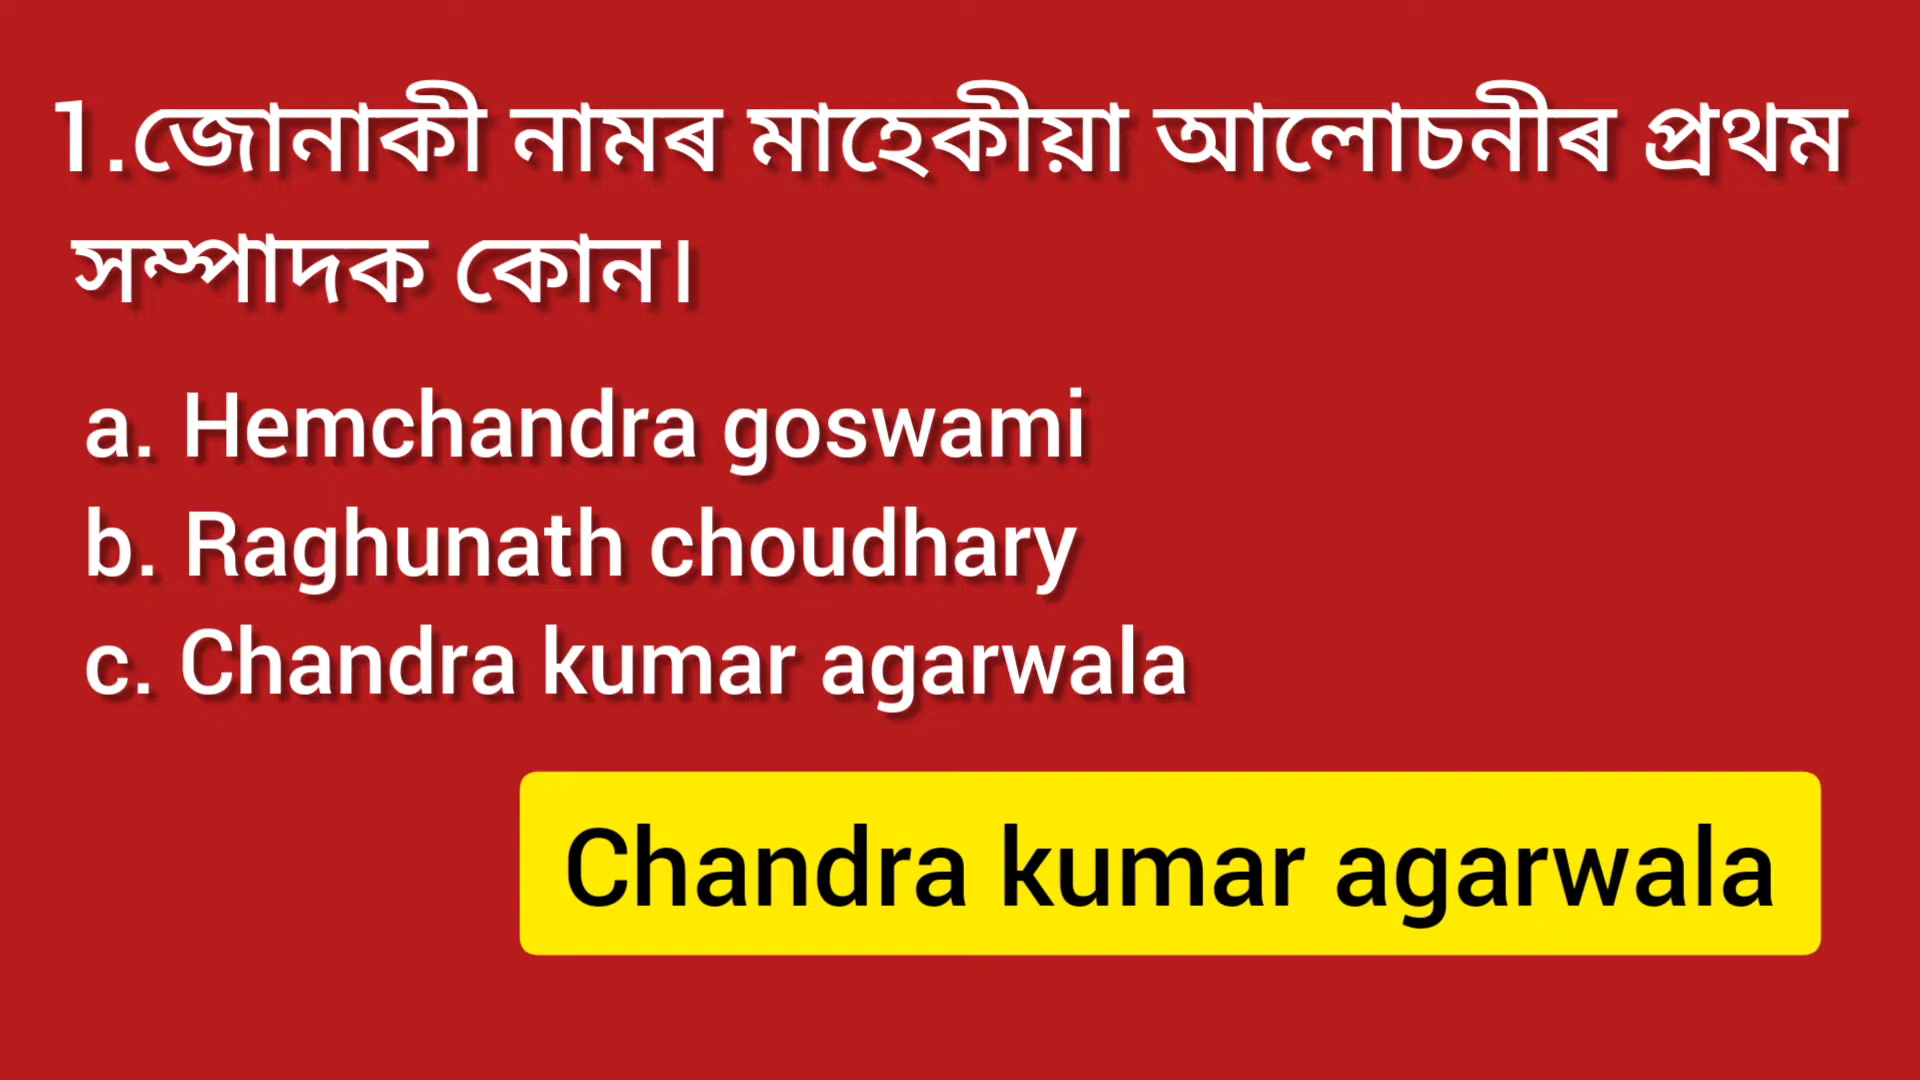 1.জোনাকী নামৰ মাহেকীয়া আলোচনীৰ প্ৰথম
সম্পাদক কোন।
a. Hemchandra goswami
b. Raghunath choudhary
c. Chandra kumar agarwala
Chandra kumar agarwala